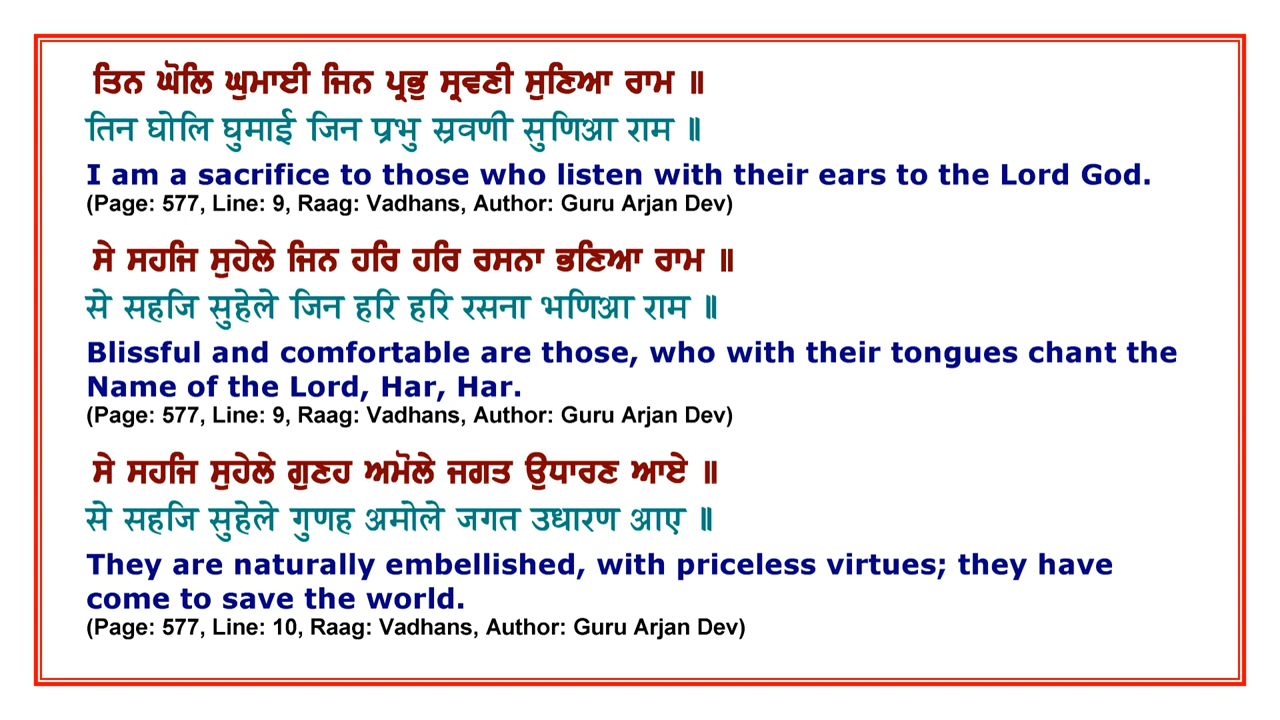 ਤਿਨ ਘੋਲਿ ਘੁਮਾਈ ਜਿਨ ਪ੍ਰਭੁ ਸ੍ਰਵਣੀ ਸੁਣਿਆ ਰਾਮ ॥
तिन घोलि घुमाई जिन प्रभु स्रवणी सुणिआ राम ॥
I am a sacrifice to those who listen with their ears to the Lord God.
(Page: 577, Line: 9, Raag: Vadhans, Author: Guru Arjan Dev)
ਸੇ ਸਹਜਿ ਸੁਹੇਲੇ ਜਿਨ ਹਰਿ ਹਰਿ ਰਸਨਾ ਭਣਿਆ ਰਾਮ ॥
से सहजि सुहेले जिन हरि हरि रसना भणिआ राम ॥
Blissful and comfortable are those, who with their tongues chant the
Name of the Lord, Har, Har.
(Page: 577, Line: 9, Raag: Vadhans, Author: Guru Arjan Dev)
ਸੇ ਸਹਜਿ ਸੁਹੇਲੇ ਗੁਣਹ ਅਮੋਲੇ ਜਗਤ ਉਧਾਰਣ ਆਏ ॥
से सहजि सुहेले गुणह अमोले जगत उधारण आए ॥
They are naturally embellished, with priceless virtues; they have
come to save the world.
(Page: 577, Line: 10, Raag: Vadhans, Author: Guru Arjan Dev)